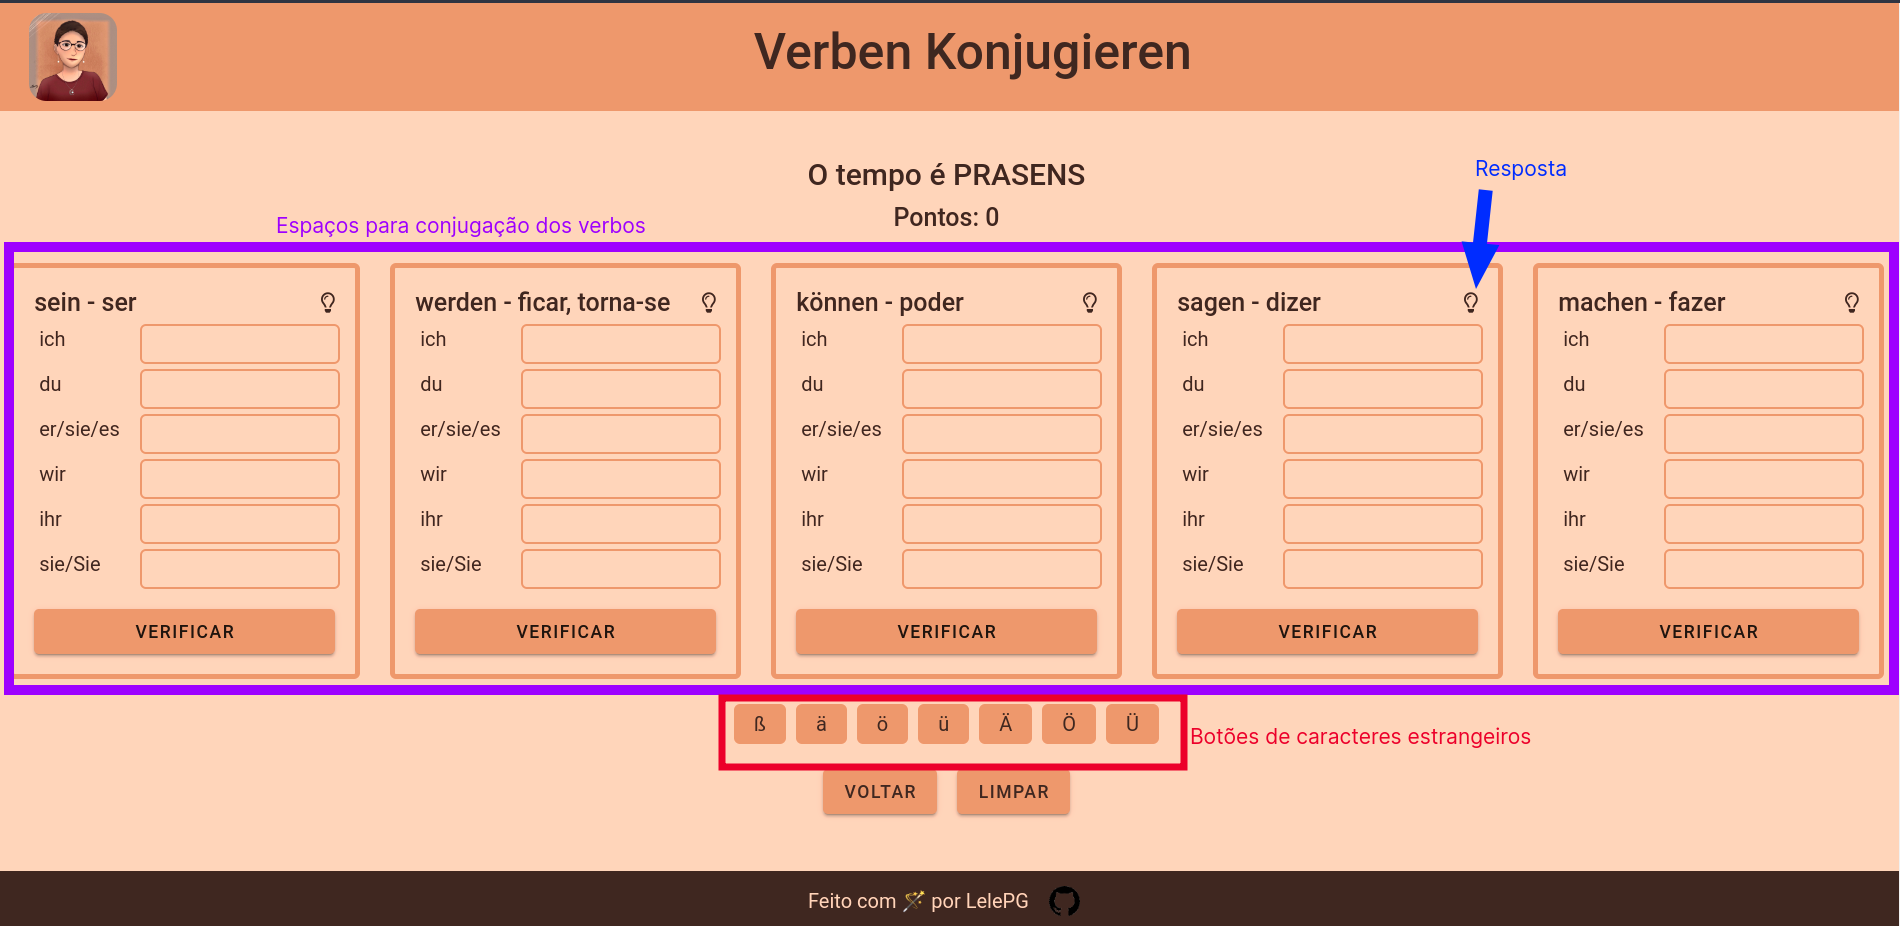 Verben Konjugieren
O tempo é PRASENS
Pontos: 0
Resposta
Espaços para conjugação dos verbos
sein - ser
ich
du
er/sie/es
wir
ihr
sie/Sie
VERIFICAR
werden - ficar, torna-se
ich
du
er/sie/es
wir
ihr
sie/Sie
VERIFICAR
können - poder
ich
du
er/sie/es
wir
ihr
sie/Sie
VERIFICAR
sagen - dizer
ich
du
er/sie/es
wir
ihr
sie/Sie
VERIFICAR
machen - fazer
ich
du
er/sie/es
wir
ihr
sie/Sie
VERIFICAR
ß ä ö ü Ä Ö Ü
Botões de caracteres estrangeiros
VOLTAR LIMPAR
Feito com por LelePG